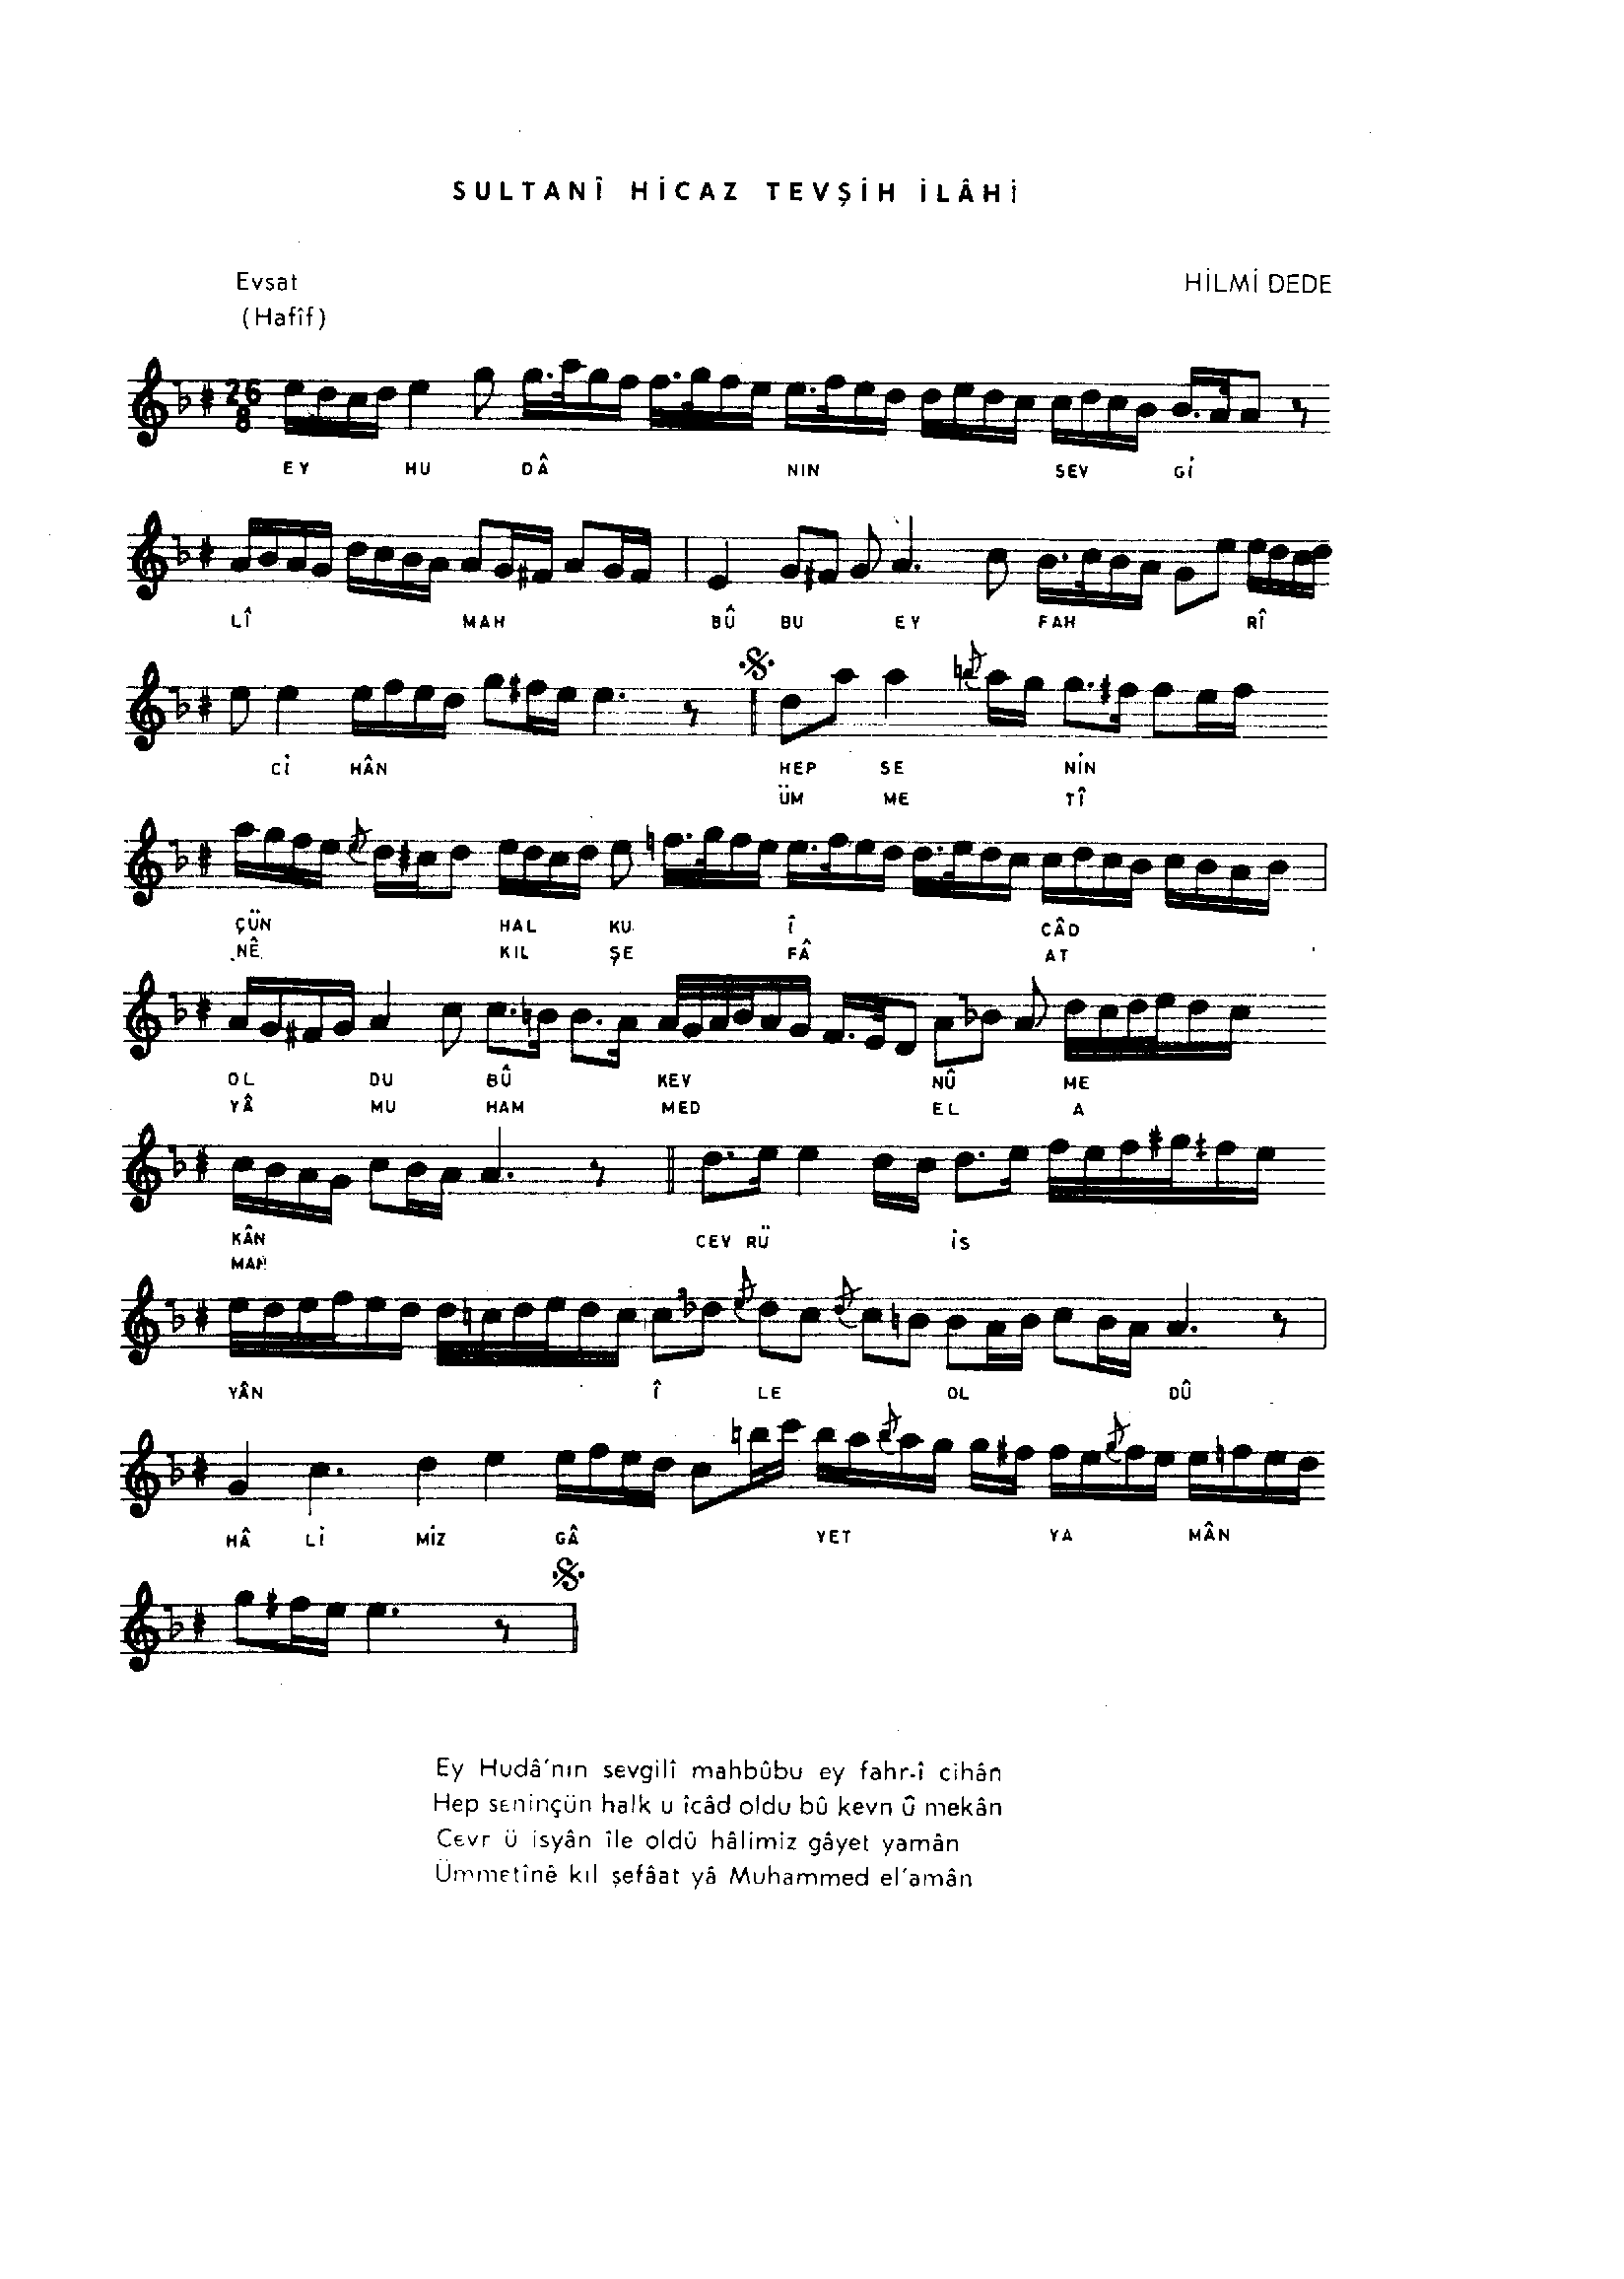 SULTANÎ HİCAZ TEVŞİH İLÂHİ
Evsat
HİLMİ DEDE
(Hafîf)
26
8
EY HU DÂ NIN SEV Gİ
LÎ MAH BÛ BU EY FAH RÎ
Cİ HÂN HEP SE NİN
ÜM ME TÎ
ÇÜN HAL KU Î CÂD
NÊ KIL ŞE FÂ AT
OL DU BÛ KEV NÛ ME
YÂ MU HAM MED EL A
KÂN CEV RÜ İS
MAN
YÂN Î LE OL DÛ
HÂ Lİ MİZ GÂ YET YA MÂN
Ey Hudâ'nın sevgilî mahbûbu ey fahr-î cihân
Hep seninçün halk u îcâd oldu bû kevn û mekân
Cevr ü isyân île oldû hâlimiz gâyet yamân
Ümmetînê kıl şefâat yâ Muhammed el'amân